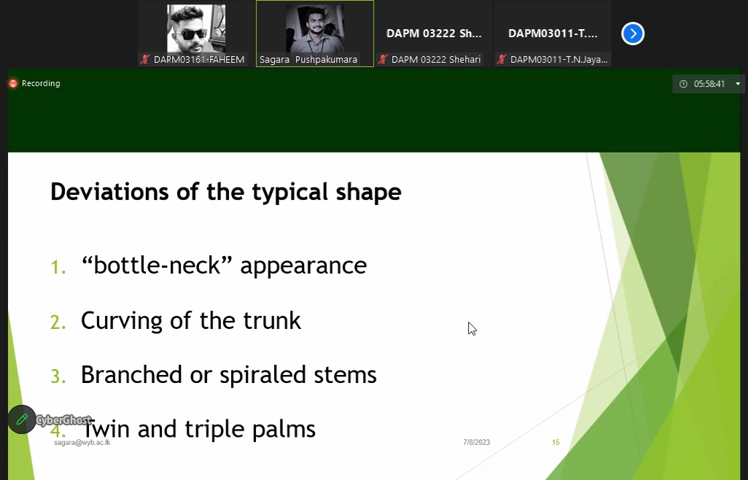 DAPM03161-FAHEEM
Sagara Pushpakumara
DAPM 03222 Sh...
DAPM 03222 Shehari
DAPM03011-T....
DAPM03011-T.N.Jaya...
Recording
05:58:41
Deviations of the typical shape
1. “bottle-neck” appearance
2. Curving of the trunk
3. Branched or spiraled stems
CyberGhost
4. Twin and triple palms
sagara@wyb.ac.lk
7/8/2023
15